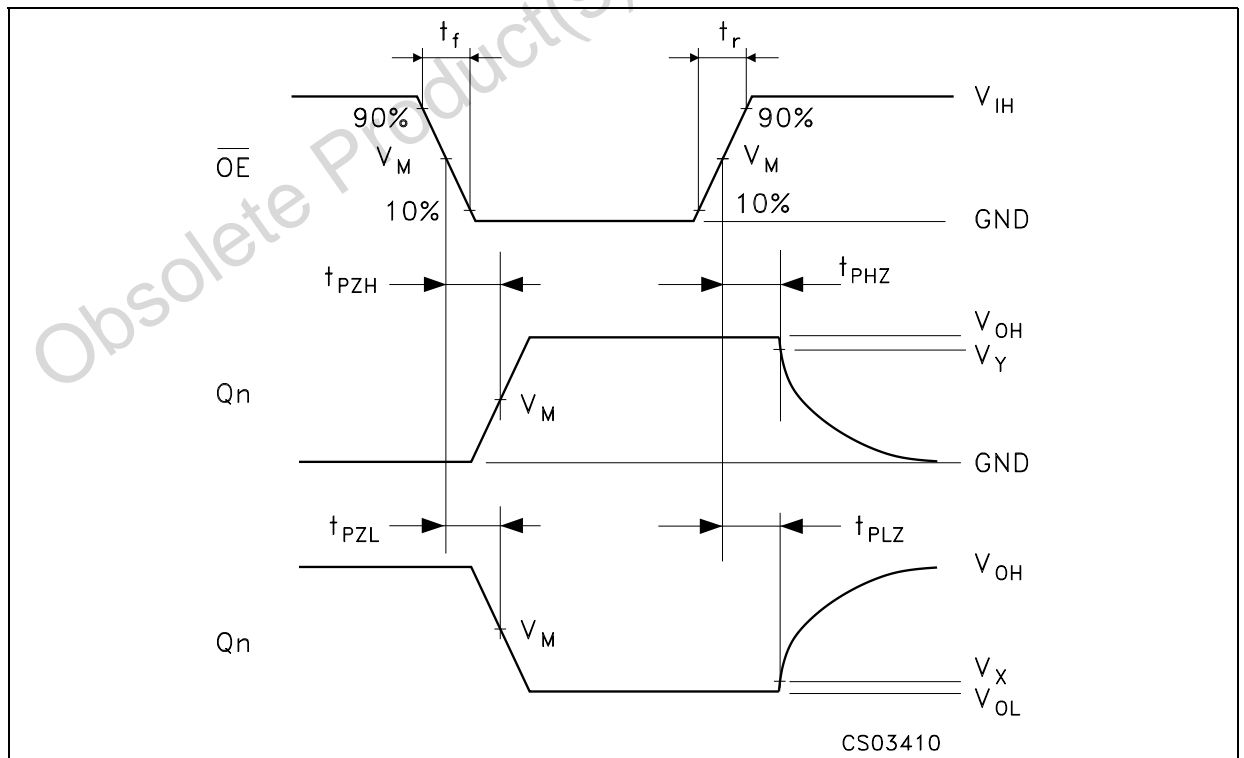 Obsolete Product(s)
t_f t_r
V_IH
90% 90%
O̅E̅ V_M V_M
10% 10%
GND
t_PZH t_PHZ
V_OH
V_Y
Qn V_M
GND
t_PZL t_PLZ
V_OH
Qn V_M
V_X
V_OL
CS03410